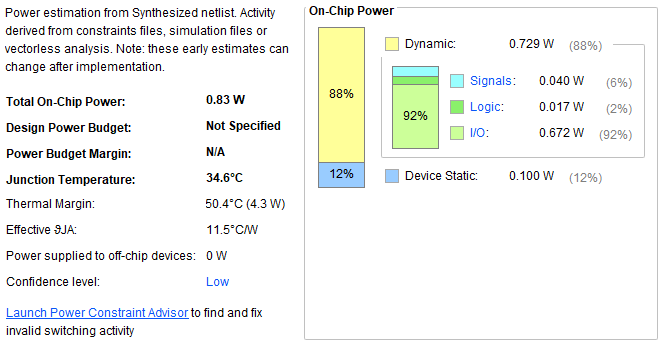 Power estimation from Synthesized netlist. Activity
derived from constraints files, simulation files or
vectorless analysis. Note: these early estimates can
change after implementation.
Total On-Chip Power: 0.83 W
Design Power Budget: Not Specified
Power Budget Margin: N/A
Junction Temperature: 34.6°C
Thermal Margin: 50.4°C (4.3 W)
Effective ϑJA: 11.5°C/W
Power supplied to off-chip devices: 0 W
Confidence level: Low
Launch Power Constraint Advisor to find and fix
invalid switching activity
On-Chip Power
88%
12%
Dynamic: 0.729 W (88%)
92%
Signals: 0.040 W (6%)
Logic: 0.017 W (2%)
I/O: 0.672 W (92%)
Device Static: 0.100 W (12%)